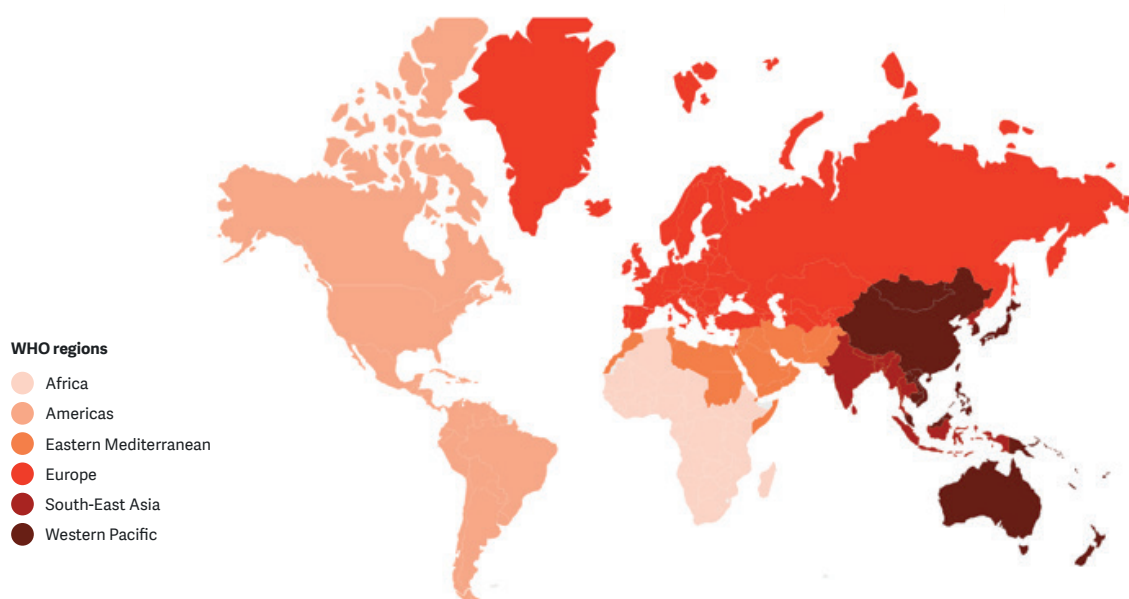 WHO regions
Africa
Americas
Eastern Mediterranean
Europe
South-East Asia
Western Pacific